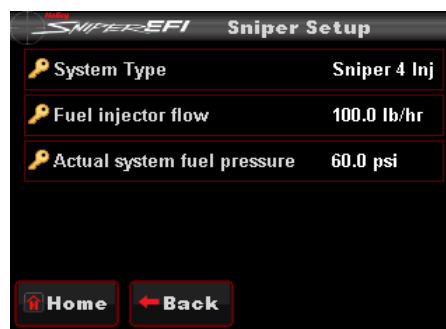 Holley
SNIPER EFI Sniper Setup
System Type Sniper 4 Inj
Fuel injector flow 100.0 lb/hr
Actual system fuel pressure 60.0 psi
Home Back